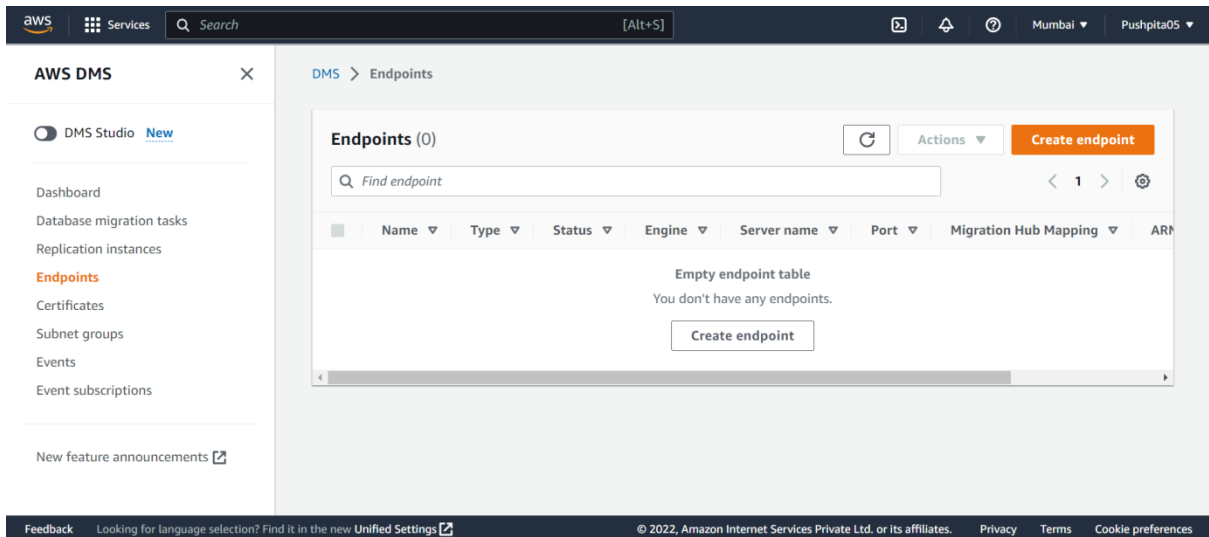 aws Services Search [Alt+S] Mumbai ▼ Pushpita05 ▼
AWS DMS
DMS Studio New
Dashboard
Database migration tasks
Replication instances
Endpoints
Certificates
Subnet groups
Events
Event subscriptions
New feature announcements
DMS > Endpoints
Endpoints (0) Actions ▼ Create endpoint
Find endpoint < 1 >
Name Type Status Engine Server name Port Migration Hub Mapping ARN
Empty endpoint table
You don't have any endpoints.
Create endpoint
Feedback Looking for language selection? Find it in the new Unified Settings © 2022, Amazon Internet Services Private Ltd. or its affiliates. Privacy Terms Cookie preferences